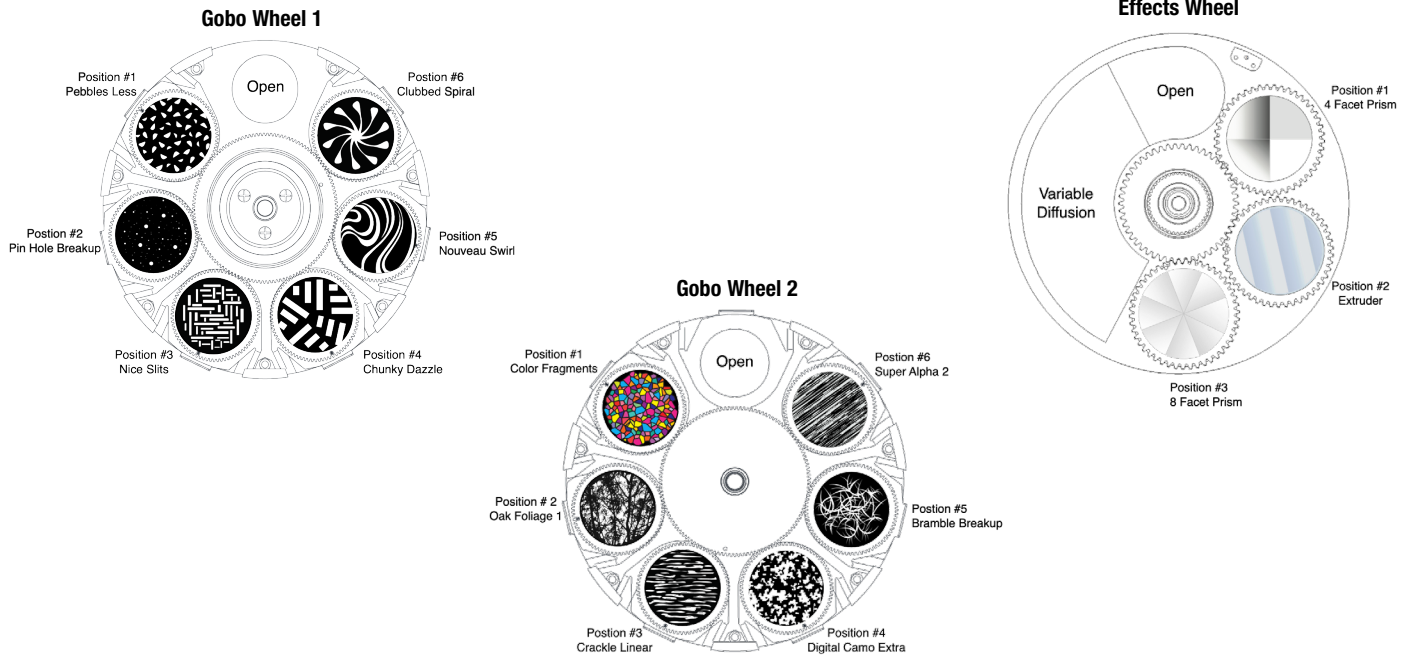 Gobo Wheel 1
Open
Position #1
Pebbles Less
Postion #6
Clubbed Spiral
Postion #2
Pin Hole Breakup
Position #5
Nouveau Swirl
Position #3
Nice Slits
Position #4
Chunky Dazzle
Gobo Wheel 2
Open
Position #1
Color Fragments
Postion #6
Super Alpha 2
Position # 2
Oak Foliage 1
Postion #5
Bramble Breakup
Postion #3
Crackle Linear
Position #4
Digital Camo Extra
Effects Wheel
Open
Position #1
4 Facet Prism
Variable
Diffusion
Position #2
Extruder
Position #3
8 Facet Prism